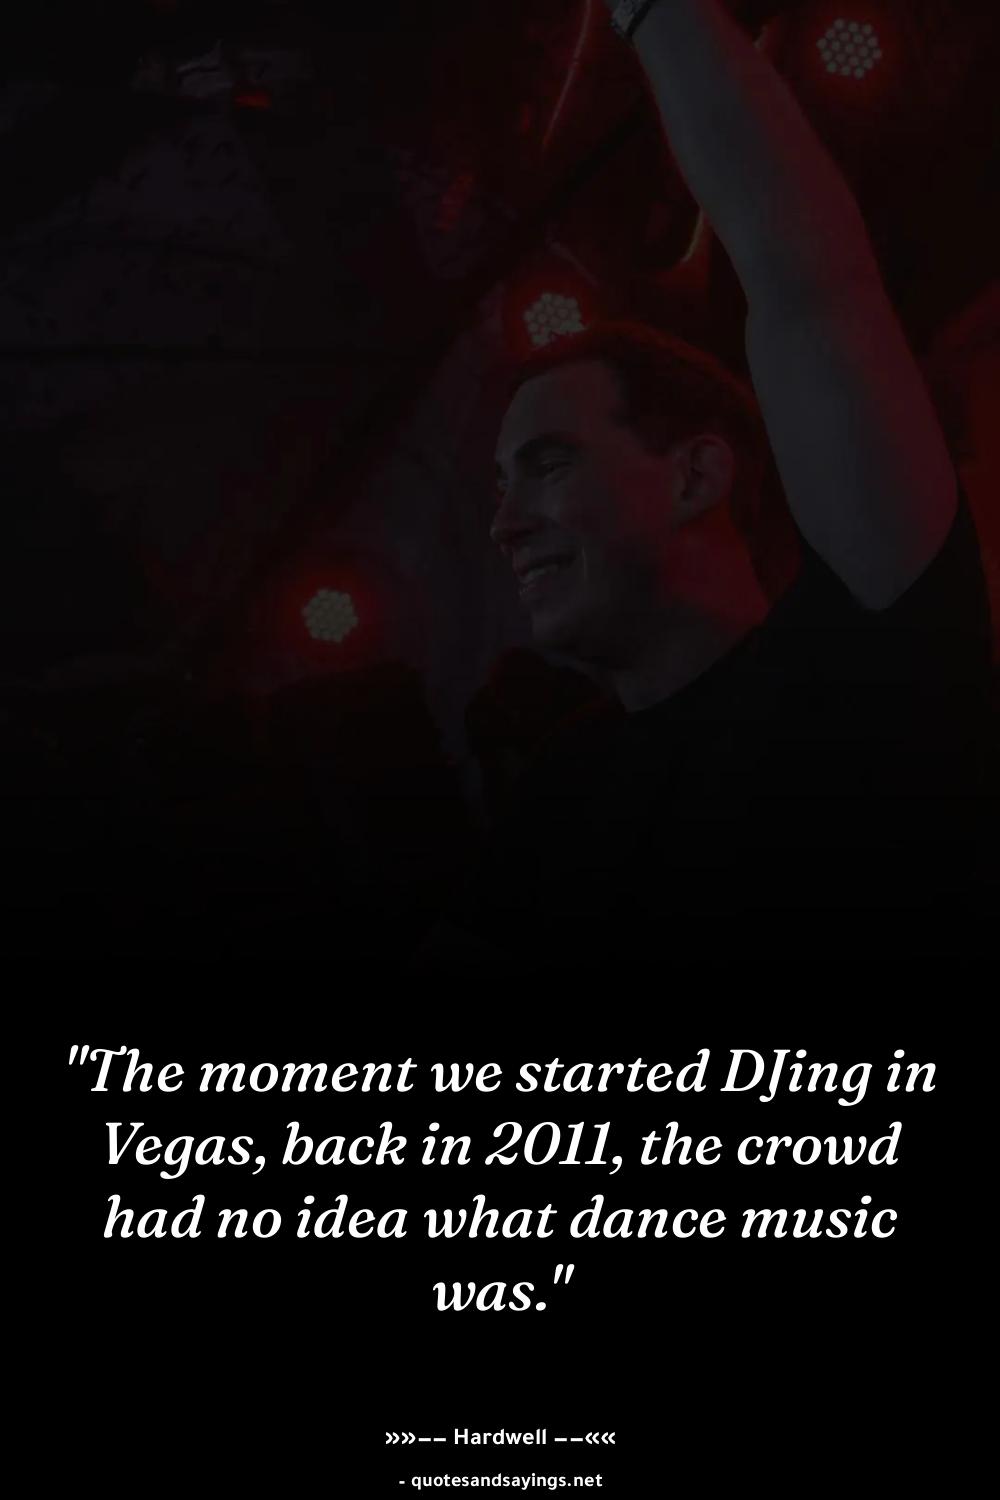 "The moment we started DJing in
Vegas, back in 2011, the crowd
had no idea what dance music
was."
»»−− Hardwell −−««
- quotesandsayings.net